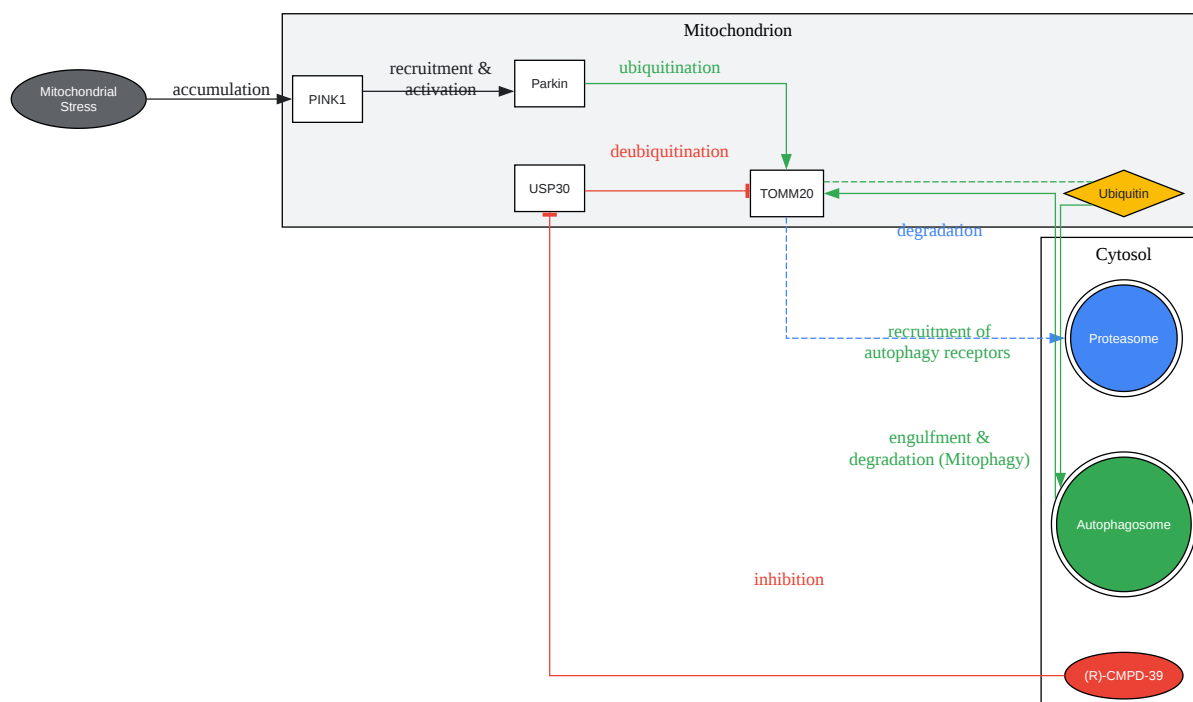 Mitochondrion
Mitochondrial
Stress
accumulation
PINK1
recruitment &
activation
Parkin
ubiquitination
deubiquitination
USP30
TOMM20
Ubiquitin
degradation
Cytosol
Proteasome
recruitment of
autophagy receptors
engulfment &
degradation (Mitophagy)
Autophagosome
inhibition
(R)-CMPD-39